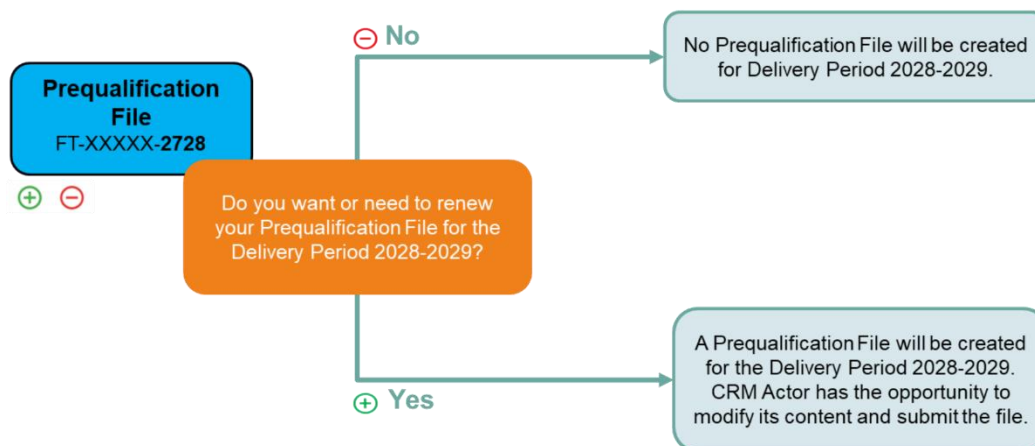 Prequalification
File
FT-XXXXX-2728
Do you want or need to renew
your Prequalification File for the
Delivery Period 2028-2029?
No
No Prequalification File will be created
for Delivery Period 2028-2029.
Yes
A Prequalification File will be created
for the Delivery Period 2028-2029.
CRM Actor has the opportunity to
modify its content and submit the file.